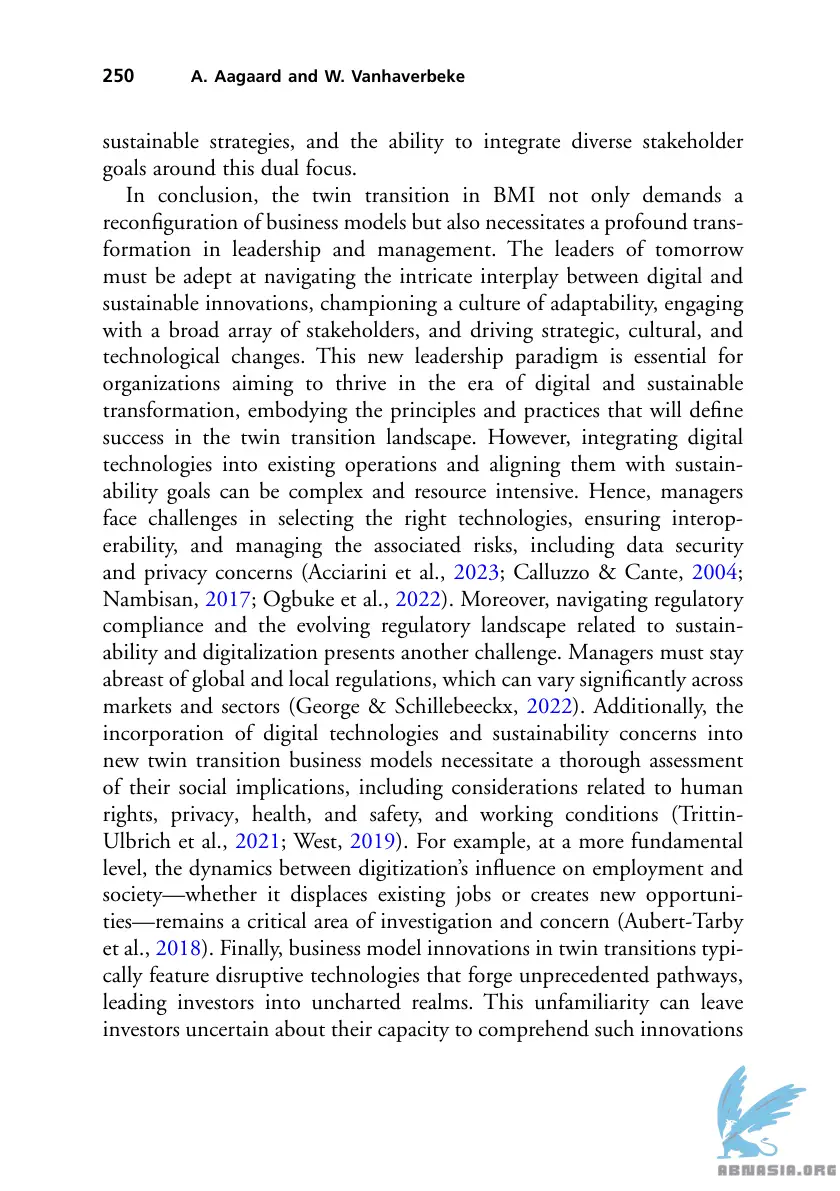 250 A. Aagaard and W. Vanhaverbeke
sustainable strategies, and the ability to integrate diverse stakeholder
goals around this dual focus.
In conclusion, the twin transition in BMI not only demands a
reconfiguration of business models but also necessitates a profound trans-
formation in leadership and management. The leaders of tomorrow
must be adept at navigating the intricate interplay between digital and
sustainable innovations, championing a culture of adaptability, engaging
with a broad array of stakeholders, and driving strategic, cultural, and
technological changes. This new leadership paradigm is essential for
organizations aiming to thrive in the era of digital and sustainable
transformation, embodying the principles and practices that will define
success in the twin transition landscape. However, integrating digital
technologies into existing operations and aligning them with sustain-
ability goals can be complex and resource intensive. Hence, managers
face challenges in selecting the right technologies, ensuring interop-
erability, and managing the associated risks, including data security
and privacy concerns (Acciarini et al., 2023; Calluzzo & Cante, 2004;
Nambisan, 2017; Ogbuke et al., 2022). Moreover, navigating regulatory
compliance and the evolving regulatory landscape related to sustain-
ability and digitalization presents another challenge. Managers must stay
abreast of global and local regulations, which can vary significantly across
markets and sectors (George & Schillebeeckx, 2022). Additionally, the
incorporation of digital technologies and sustainability concerns into
new twin transition business models necessitate a thorough assessment
of their social implications, including considerations related to human
rights, privacy, health, and safety, and working conditions (Trittin-
Ulbrich et al., 2021; West, 2019). For example, at a more fundamental
level, the dynamics between digitization's influence on employment and
society—whether it displaces existing jobs or creates new opportuni-
ties—remains a critical area of investigation and concern (Aubert-Tarby
et al., 2018). Finally, business model innovations in twin transitions typi-
cally feature disruptive technologies that forge unprecedented pathways,
leading investors into uncharted realms. This unfamiliarity can leave
investors uncertain about their capacity to comprehend such innovations
ABNASIA.ORG